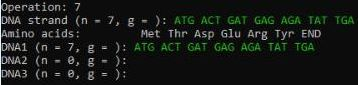 Operation: 7
DNA strand (n = 7, g = ): ATG ACT GAT GAG AGA TAT TGA
Amino acids: Met Thr Asp Glu Arg Tyr END
DNA1 (n = 7, g = ): ATG ACT GAT GAG AGA TAT TGA
DNA2 (n = 0, g = ):
DNA3 (n = 0, g = ):